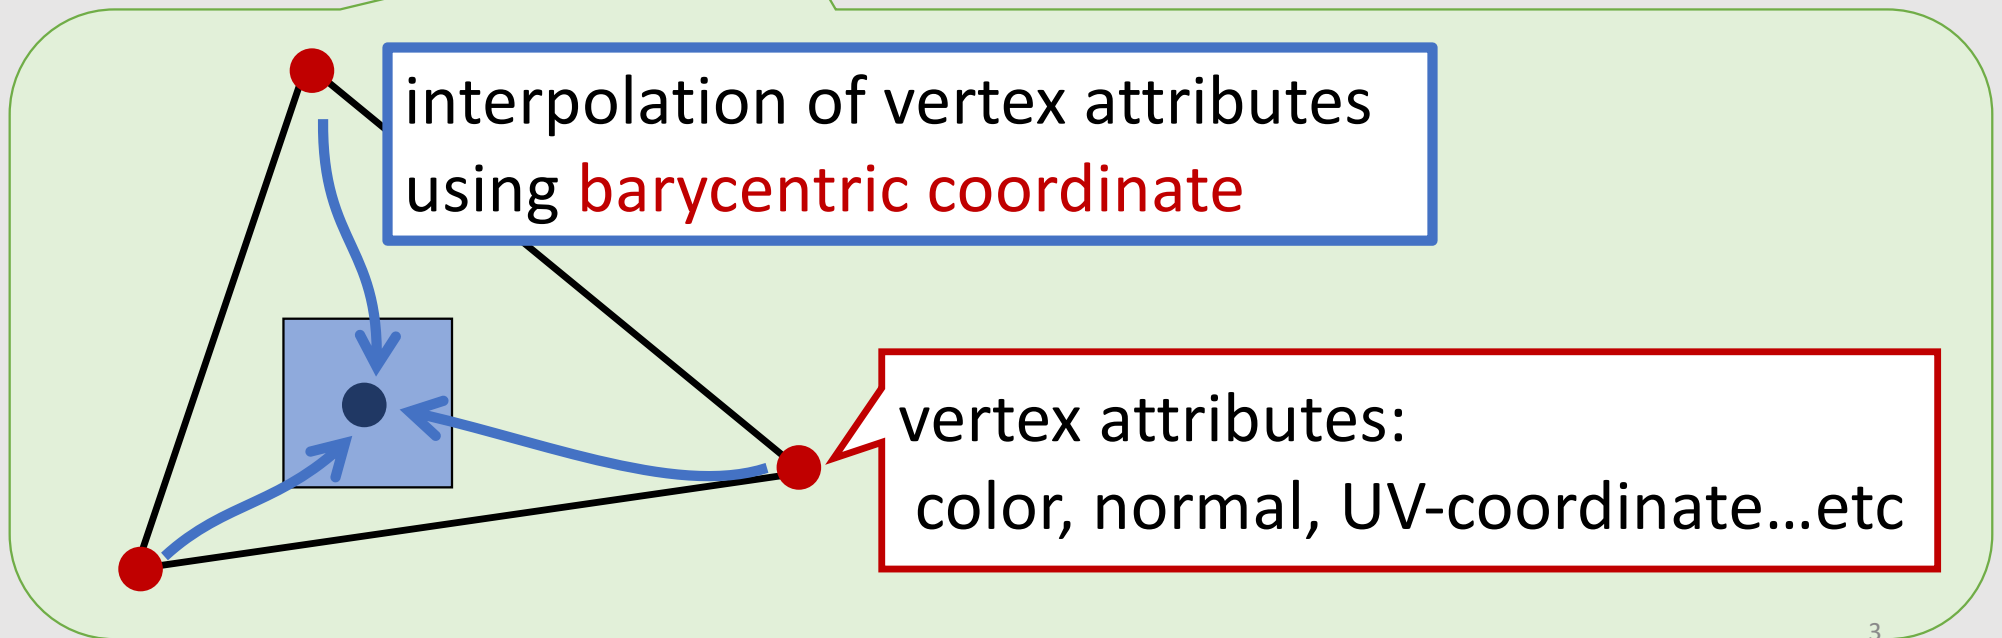 interpolation of vertex attributes
using barycentric coordinate
vertex attributes:
color, normal, UV-coordinate...etc
3